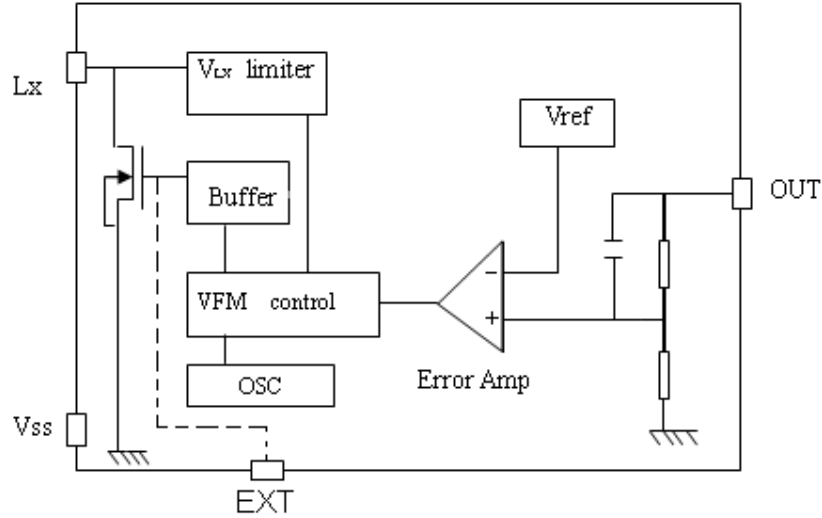 Lx
VLX limiter
Vref
Buffer
OUT
VFM control
-
+
Error Amp
OSC
Vss
EXT